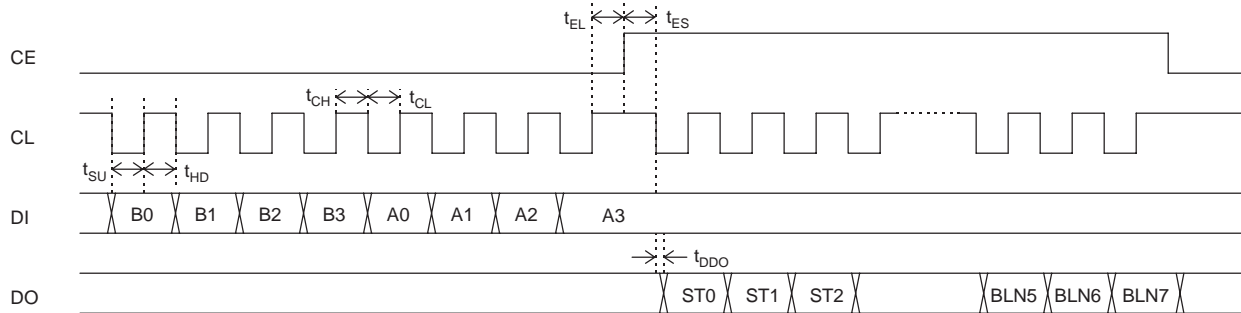 tEL tES
CE
tCH tCL
CL
tSU tHD
DI B0 B1 B2 B3 A0 A1 A2 A3
tDDO
DO ST0 ST1 ST2 BLN5 BLN6 BLN7